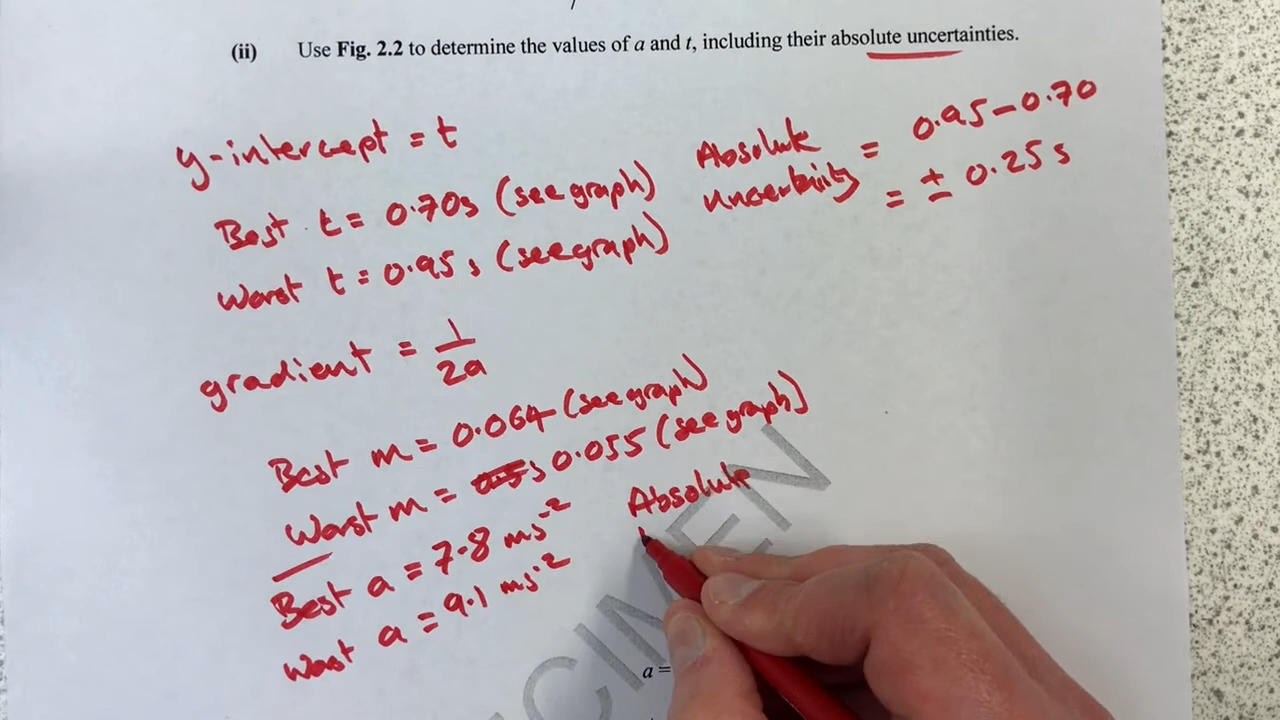 (ii) Use Fig. 2.2 to determine the values of a and t, including their absolute uncertainties.
y-intercept = t
Best t = 0.70s (see graph)
Worst t = 0.95 s (see graph)
Absolute uncertainty = 0.95 - 0.70
= ± 0.25 s
gradient = 1/2a
Best m = 0.064 (see graph)
Worst m = 0.055 (see graph)
Best a = 7.8 ms⁻²
Worst a = 9.1 ms⁻²
Absolute
a =
CIMEN